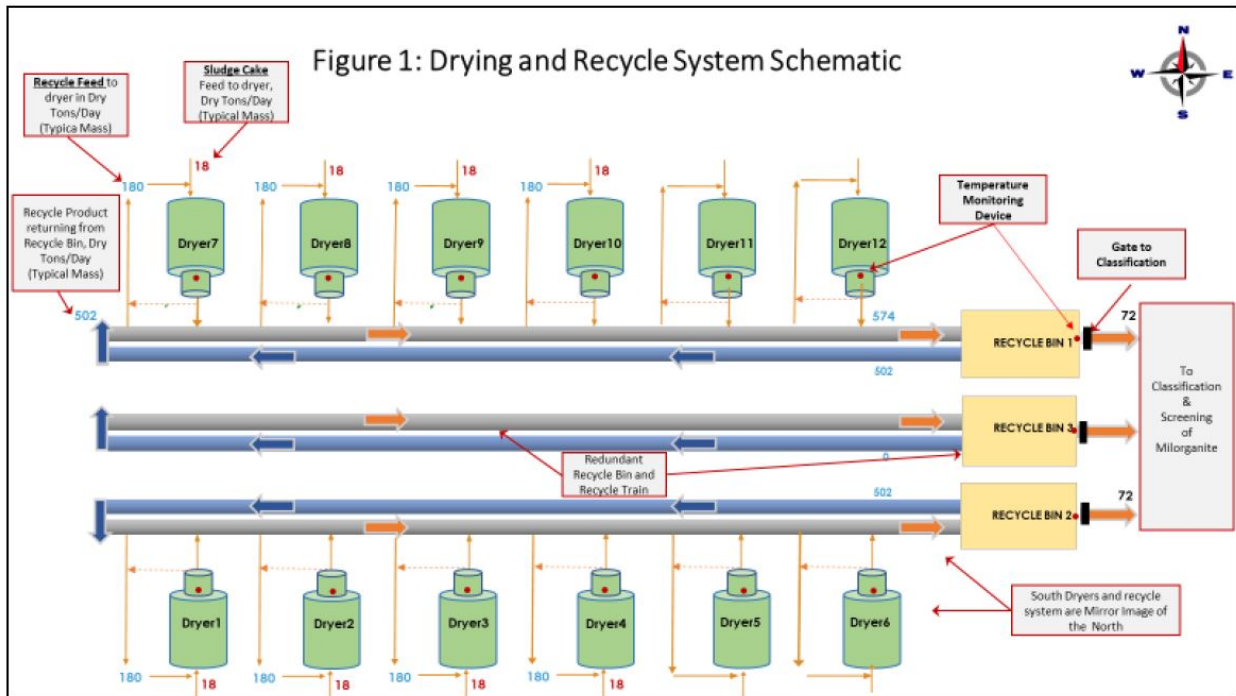 Figure 1: Drying and Recycle System Schematic
N
W
E
S
Recycle Feed to
dryer in Dry
Tons/Day
(Typica Mass)
Sludge Cake
Feed to dryer,
Dry Tons/Day
(Typical Mass)
18
18
18
18
180
180
180
180
Temperature
Monitoring
Device
Gate to
Classification
Recycle Product
returning from
Recycle Bin, Dry
Tons/Day
(Typical Mass)
Dryer7
Dryer8
Dryer9
Dryer10
Dryer11
Dryer12
502
574
72
RECYCLE BIN 1
502
To
Classification
&
Screening
of
Milorganite
RECYCLE BIN 3
0
Redundant
Recycle Bin and
Recycle Train
502
72
RECYCLE BIN 2
South Dryers and recycle
system are Mirror Image of
the North
Dryer1
Dryer2
Dryer3
Dryer4
Dryer5
Dryer6
180
18
180
18
180
18
180
18